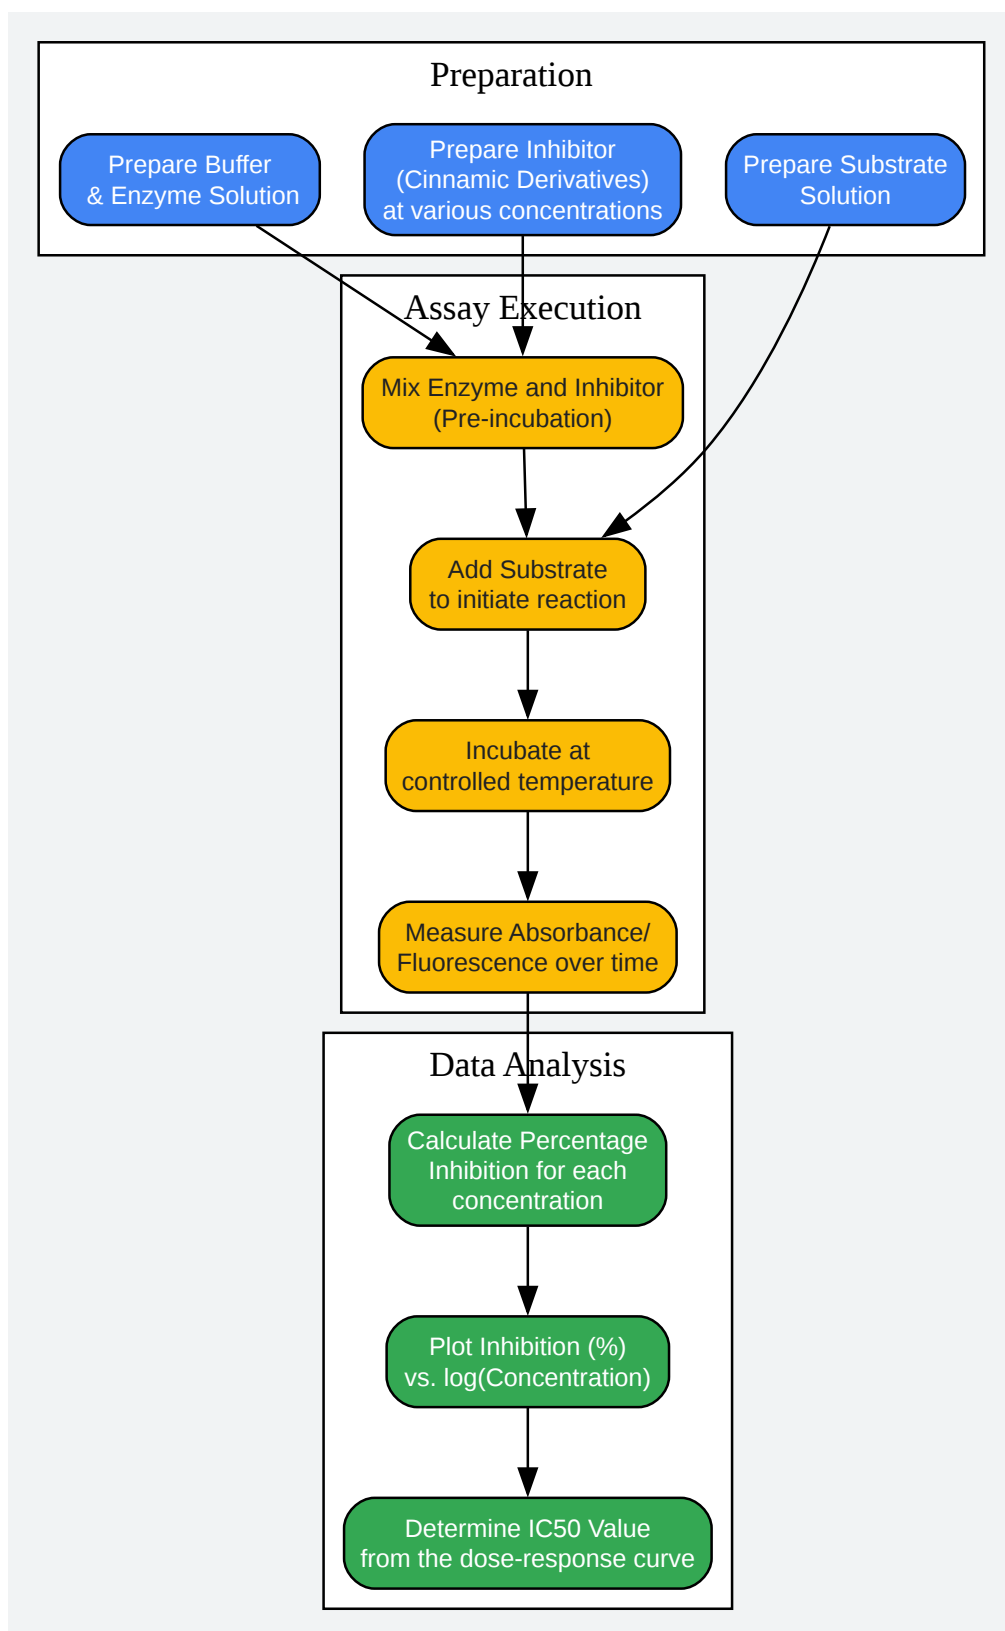 Preparation
Prepare Buffer
& Enzyme Solution
Prepare Inhibitor
(Cinnamic Derivatives)
at various concentrations
Prepare Substrate
Solution
Assay Execution
Mix Enzyme and Inhibitor
(Pre-incubation)
Add Substrate
to initiate reaction
Incubate at
controlled temperature
Measure Absorbance/
Fluorescence over time
Data Analysis
Calculate Percentage
Inhibition for each
concentration
Plot Inhibition (%)
vs. log(Concentration)
Determine IC50 Value
from the dose-response curve